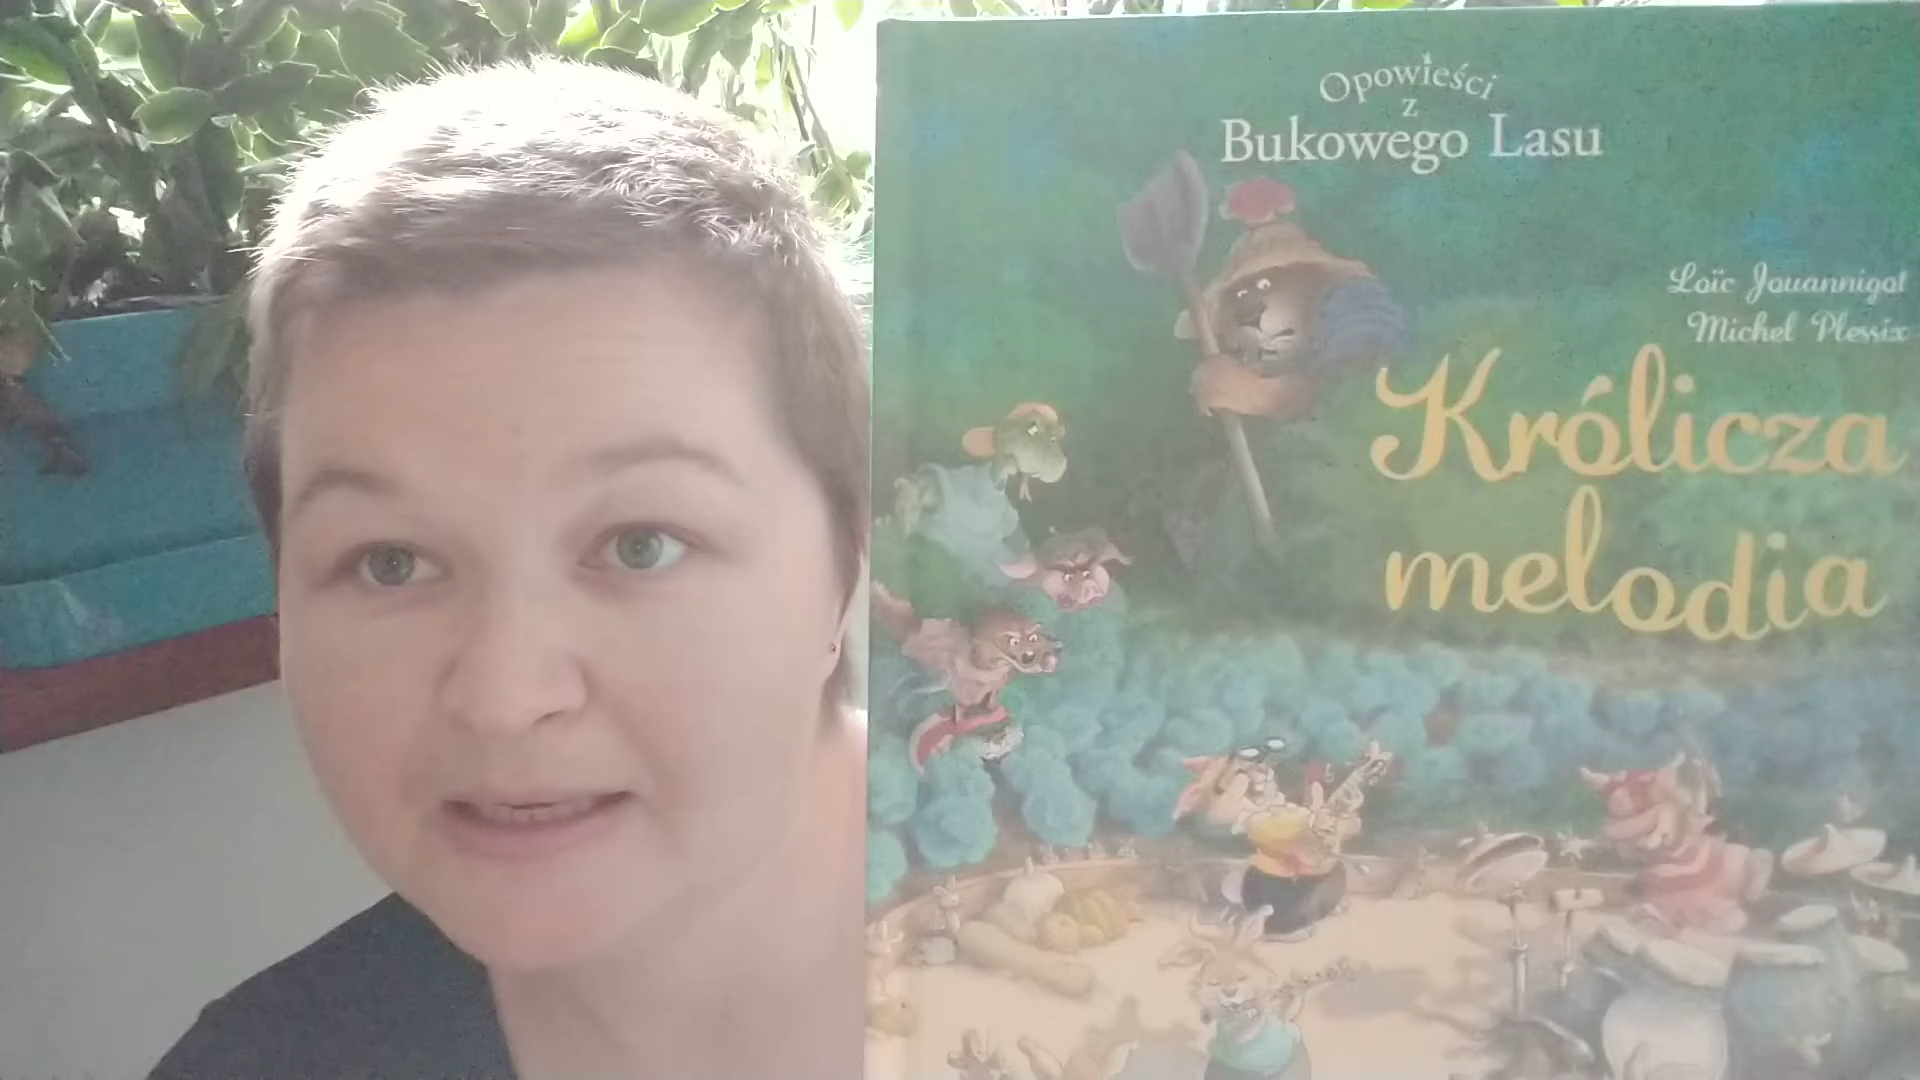 Opowieści
z
Bukowego Lasu
Loïc Jouannigot
Michel Plessix
Królicza
melodia